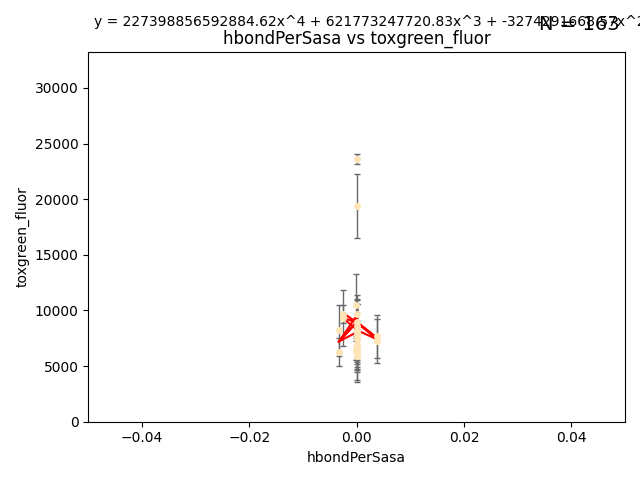 y = 227398856592884.62x^4 + 621773247720.83x^3 +
N = 163
hbondPerSasa vs toxgreen_fluor
30000
25000
20000
15000
10000
5000
0
toxgreen_fluor
−0.04
−0.02
0.00
0.02
0.04
hbondPerSasa